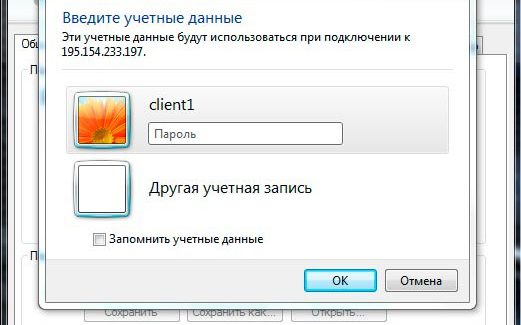 Введите учетные данные
Эти учетные данные будут использоваться при подключении к
195.154.233.197.
client1
Пароль
Другая учетная запись
Запомнить учетные данные
OK
Отмена
Сохранить
Сохранить как...
Открыть...